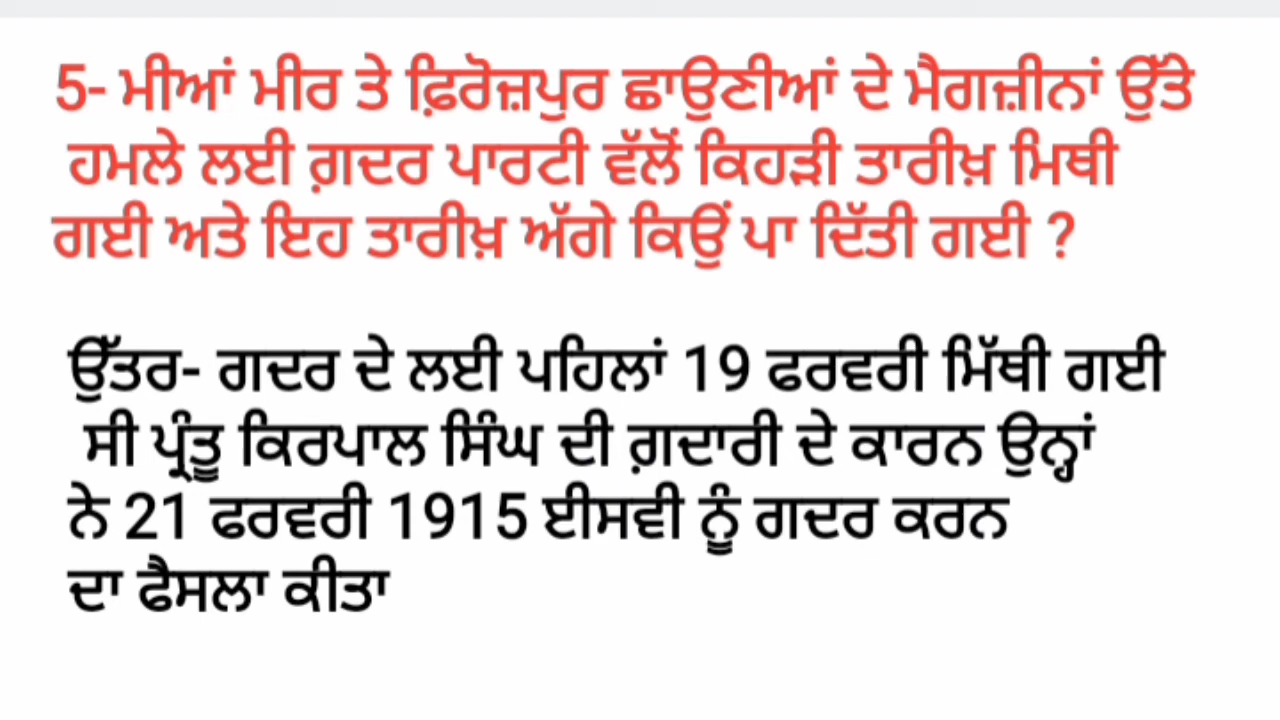 5- ਮੀਆਂ ਮੀਰ ਤੇ ਫ਼ਿਰੋਜ਼ਪੁਰ ਛਾਉਣੀਆਂ ਦੇ ਮੈਗਜ਼ੀਨਾਂ ਉੱਤੇ
ਹਮਲੇ ਲਈ ਗ਼ਦਰ ਪਾਰਟੀ ਵੱਲੋਂ ਕਿਹੜੀ ਤਾਰੀਖ਼ ਮਿਥੀ
ਗਈ ਅਤੇ ਇਹ ਤਾਰੀਖ਼ ਅੱਗੇ ਕਿਉਂ ਪਾ ਦਿੱਤੀ ਗਈ ?
ਉੱਤਰ- ਗਦਰ ਦੇ ਲਈ ਪਹਿਲਾਂ 19 ਫਰਵਰੀ ਮਿੱਥੀ ਗਈ
ਸੀ ਪ੍ਰੰਤੂ ਕਿਰਪਾਲ ਸਿੰਘ ਦੀ ਗ਼ਦਾਰੀ ਦੇ ਕਾਰਨ ਉਨ੍ਹਾਂ
ਨੇ 21 ਫਰਵਰੀ 1915 ਈਸਵੀ ਨੂੰ ਗਦਰ ਕਰਨ
ਦਾ ਫੈਸਲਾ ਕੀਤਾ